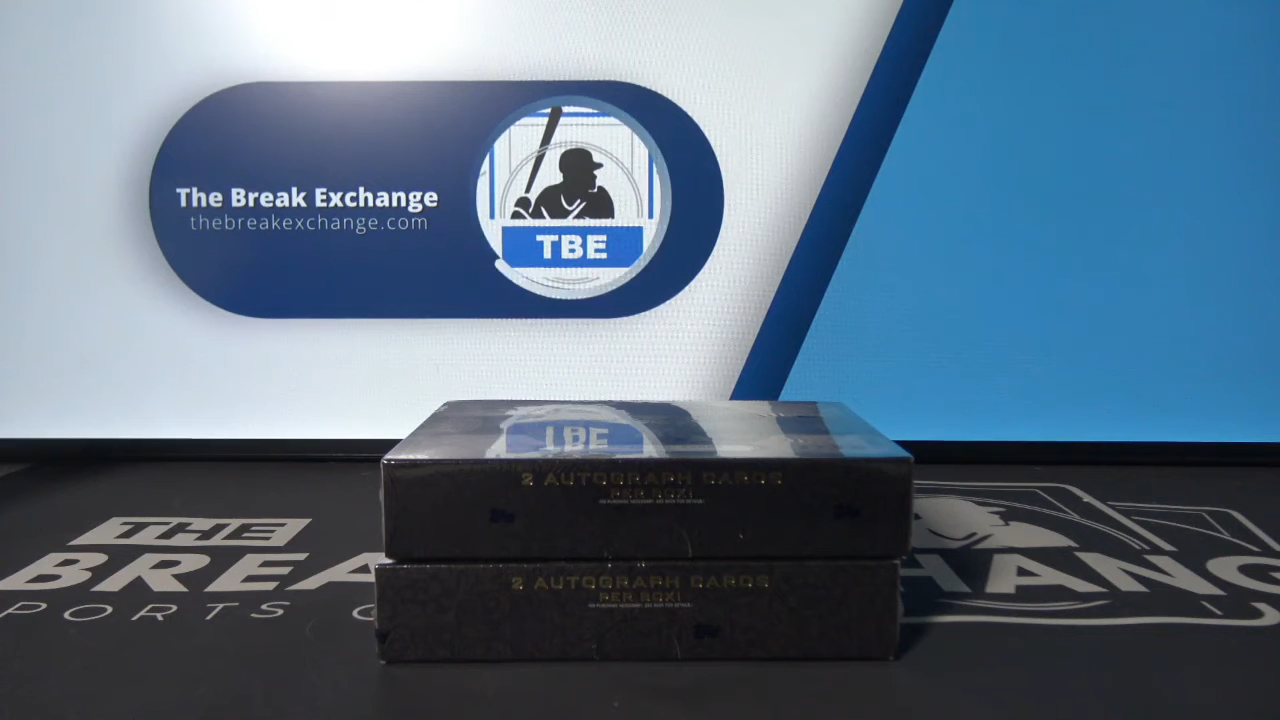 The Break Exchange
thebreakexchange.com
TBE
TBE
2 AUTOGRAPH CARDS
PER BOX!
2 AUTOGRAPH CARDS
PER BOX!
THE
BREA
PORTS
HANG